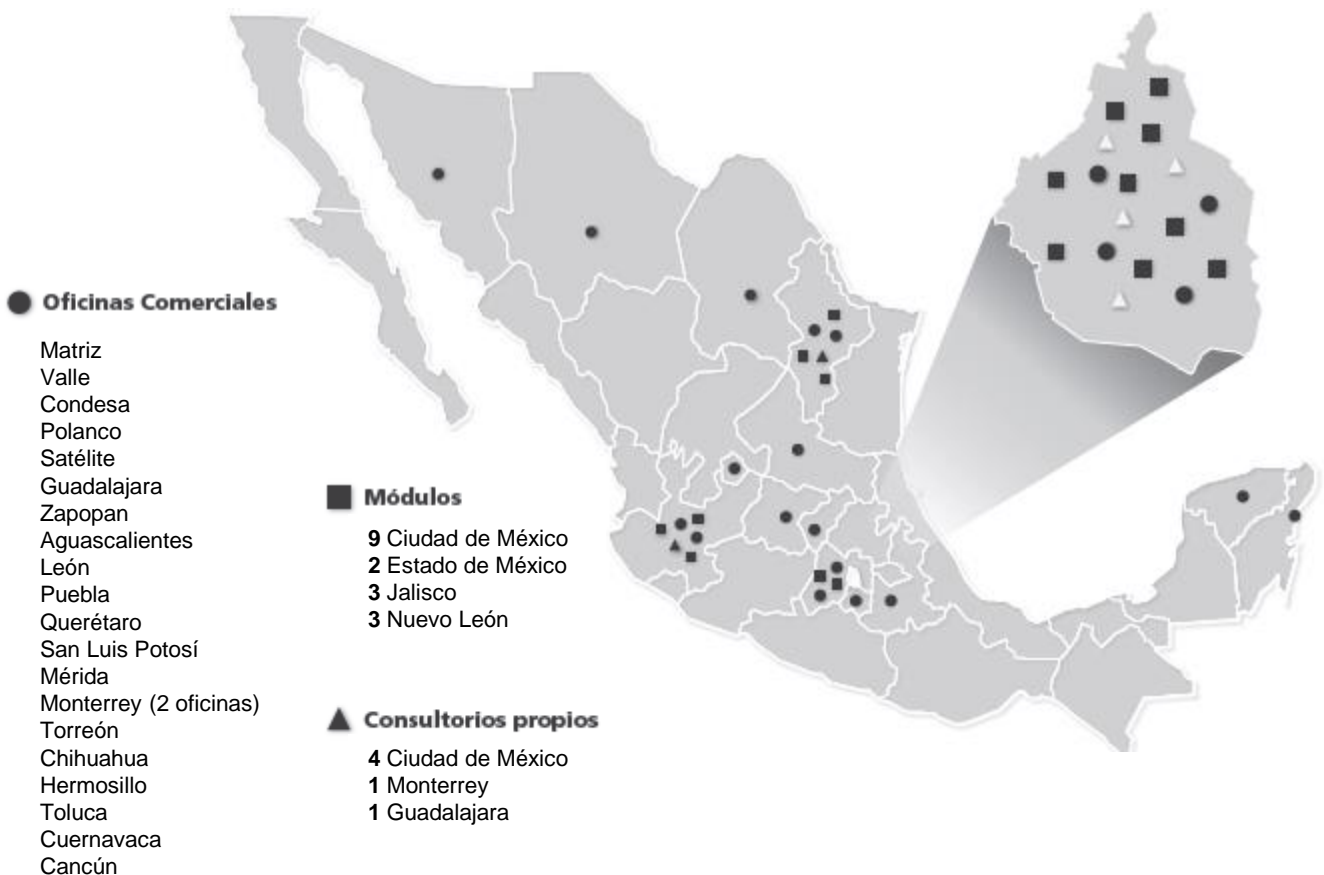 Oficinas Comerciales
Matriz
Valle
Condesa
Polanco
Satélite
Guadalajara
Zapopan
Aguascalientes
León
Puebla
Querétaro
San Luis Potosí
Mérida
Monterrey (2 oficinas)
Torreón
Chihuahua
Hermosillo
Toluca
Cuernavaca
Cancún
Módulos
9 Ciudad de México
2 Estado de México
3 Jalisco
3 Nuevo León
Consultorios propios
4 Ciudad de México
1 Monterrey
1 Guadalajara